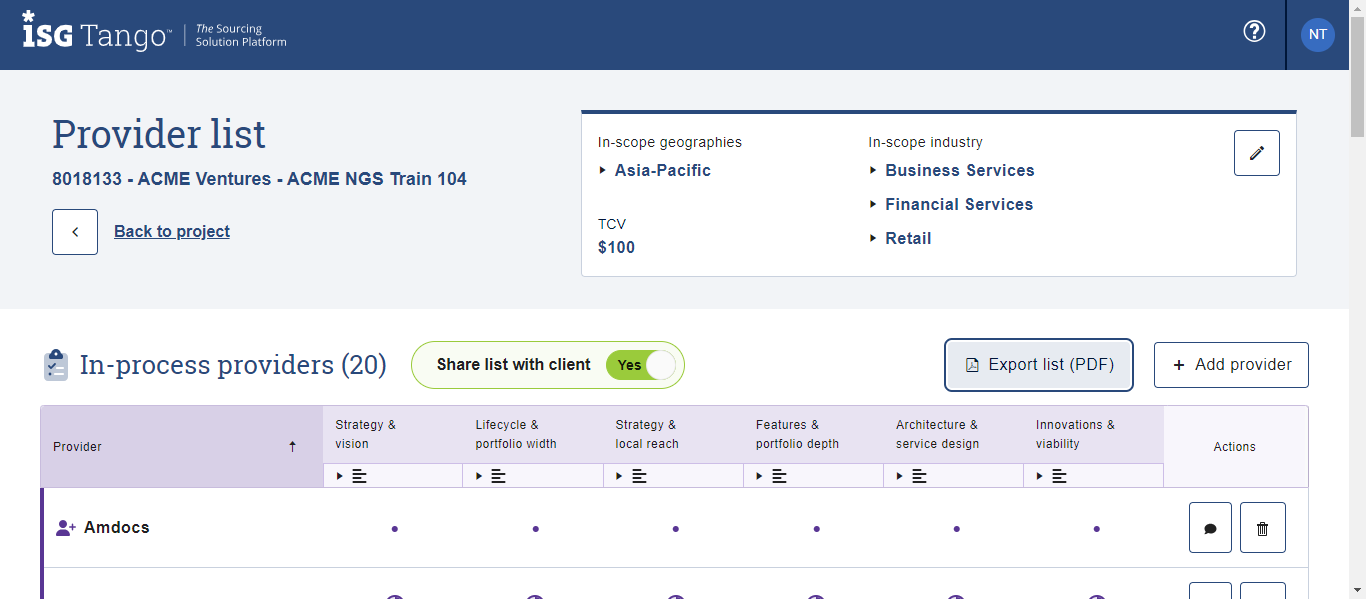 iSG Tango™
The Sourcing
Solution Platform
NT
Provider list
8018133 - ACME Ventures - ACME NGS Train 104
Back to project
In-scope geographies
Asia-Pacific
TCV
$100
In-scope industry
Business Services
Financial Services
Retail
In-process providers (20)
Share list with client Yes
Export list (PDF)
+ Add provider
Provider
Strategy &
vision
Lifecycle &
portfolio width
Strategy &
local reach
Features &
portfolio depth
Architecture &
service design
Innovations &
viability
Actions
Amdocs